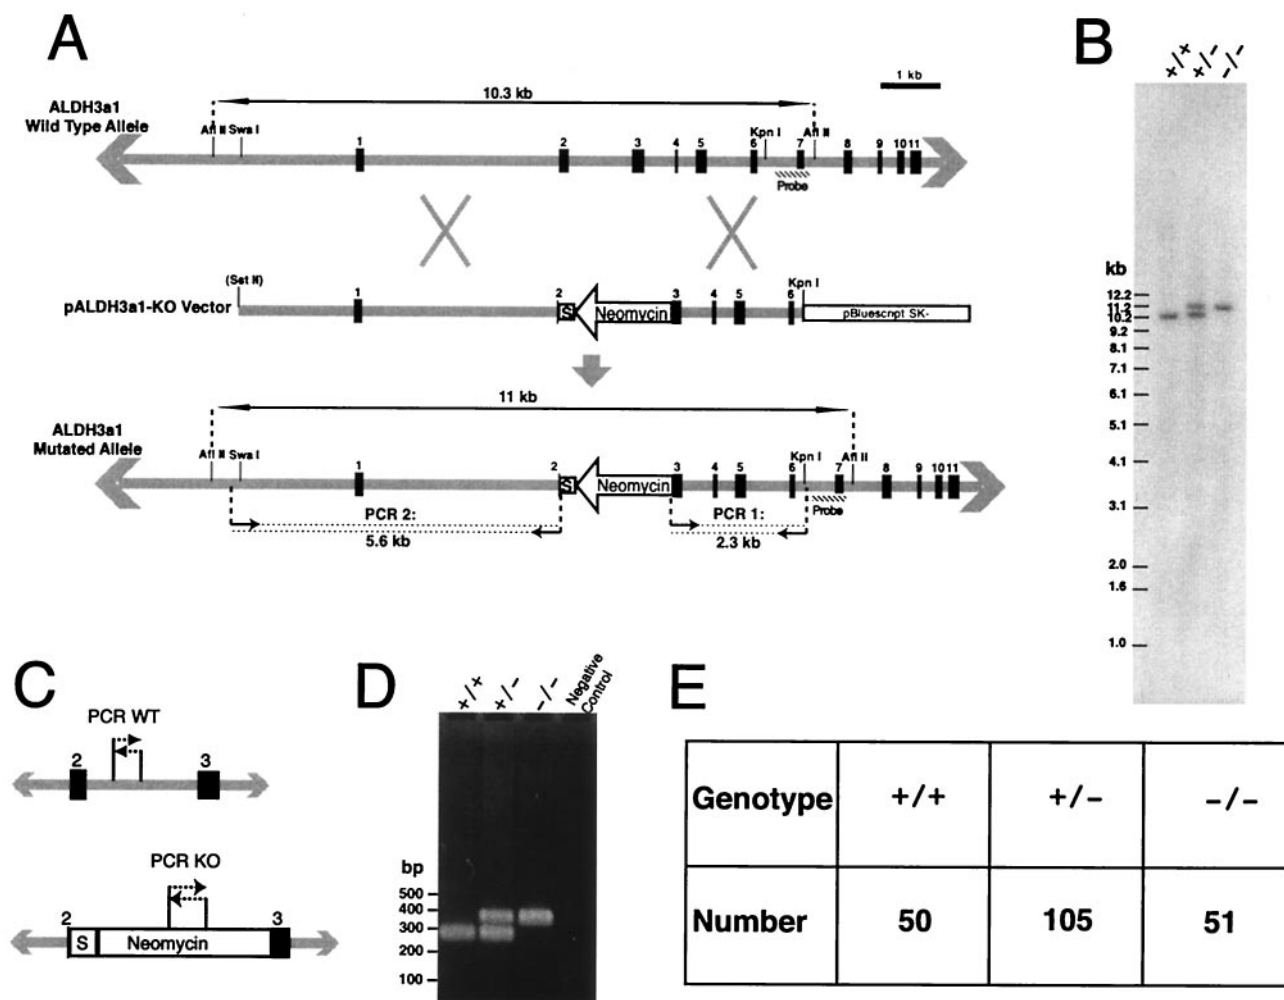 A
1 kb
10.3 kb
ALDH3a1
Wild Type Allele
Afl II Swa I
Kpn I Afl II
1 2 3 4 5 6 7 8 9 10 11
Probe
(Sst II)
Kpn I
pALDH3a1-KO Vector
1 2 3 4 5 6
S Neomycin
pBluescript SK-
11 kb
ALDH3a1
Mutated Allele
Afl II Swa I
Kpn I Afl II
1 2 3 4 5 6 7 8 9 10 11
S Neomycin
PCR 2:
5.6 kb
PCR 1:
2.3 kb
Probe
B
+/+ +/- -/-
kb
12.2
11.2
10.2
9.2
8.1
7.1
6.1
5.1
4.1
3.1
2.0
1.6
1.0
C
PCR WT
2 3
PCR KO
2 3
S Neomycin
D
+/+ +/- -/- Negative Control
bp
500
400
300
200
100
E
Genotype +/+ +/- -/-
Number 50 105 51